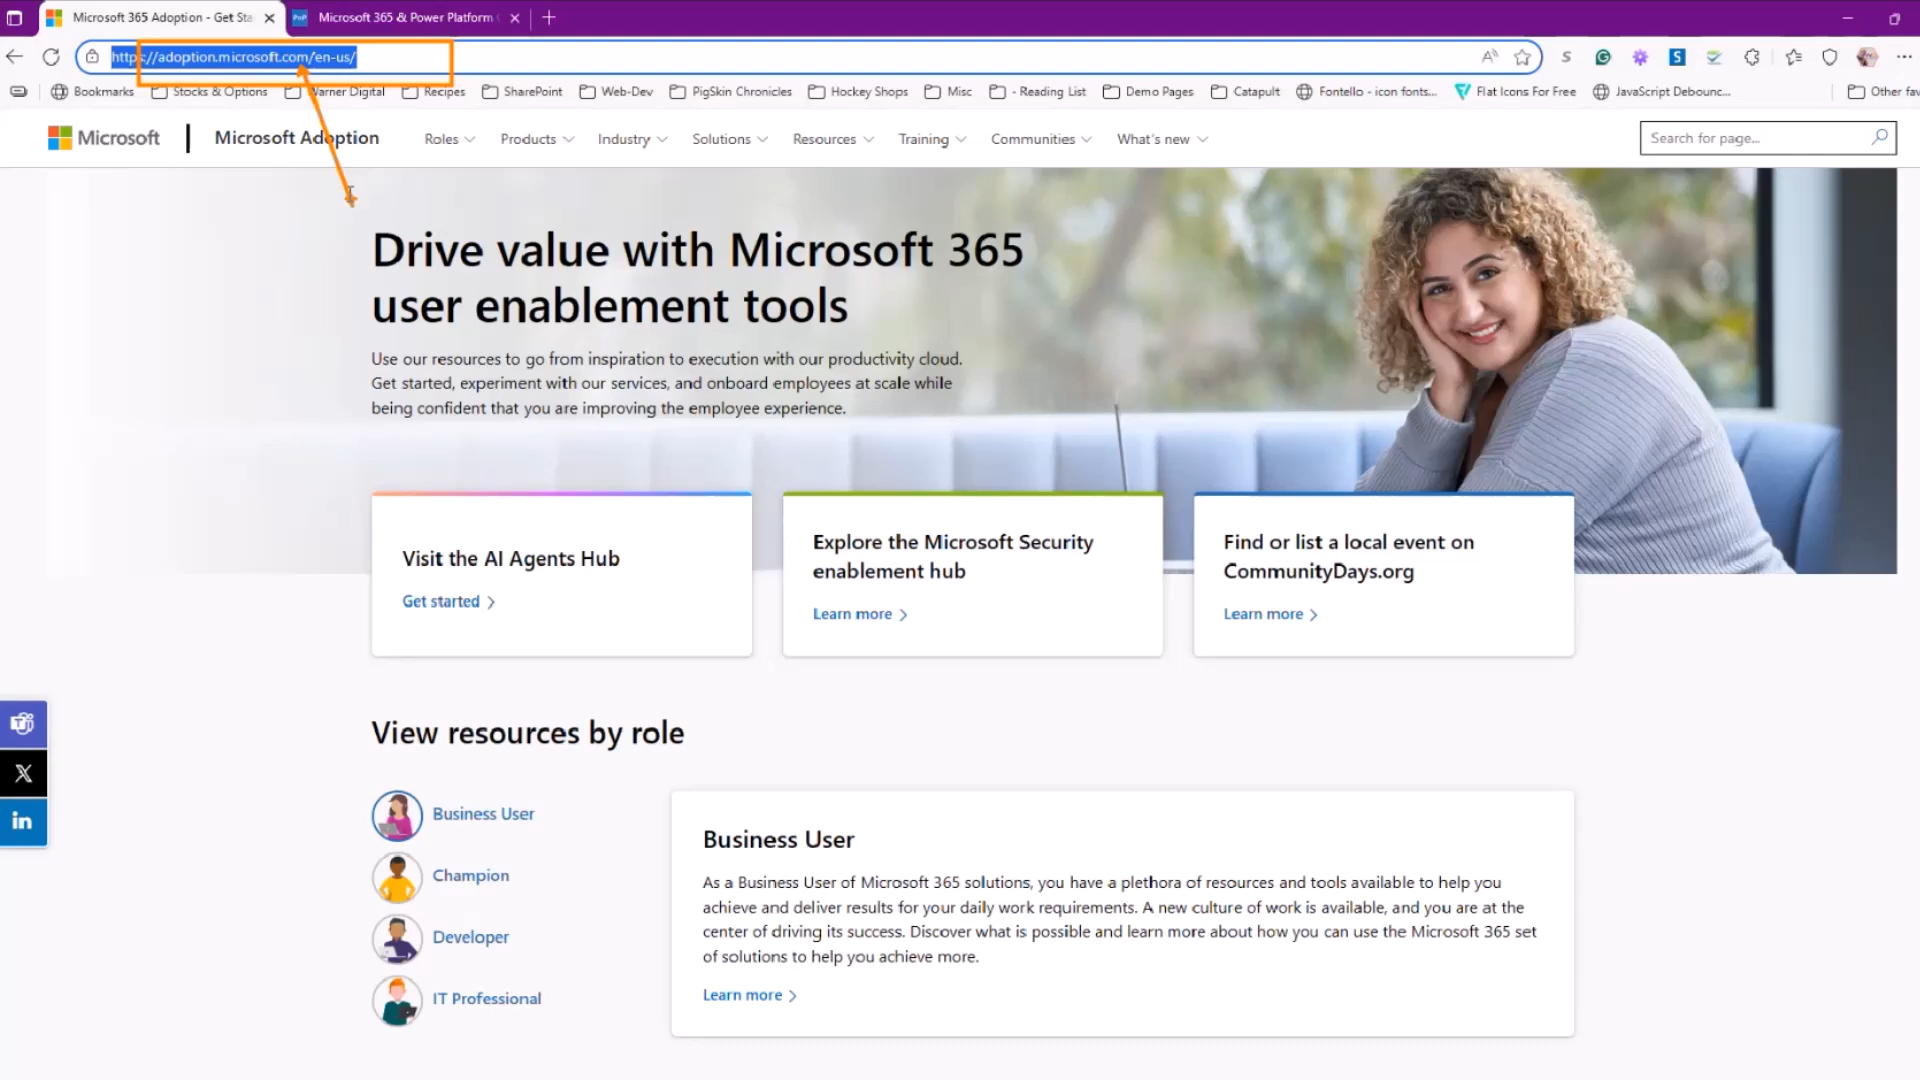 Microsoft 365 Adoption - Get Sta
Microsoft 365 & Power Platform
https://adoption.microsoft.com/en-us/
Bookmarks
Stocks & Options
Warner Digital
Recipes
SharePoint
Web-Dev
PigSkin Chronicles
Hockey Shops
Misc
- Reading List
Demo Pages
Catapult
Fontello - icon fonts...
Flat Icons For Free
JavaScript Debounc...
Other fav
Microsoft
Microsoft Adoption
Roles
Products
Industry
Solutions
Resources
Training
Communities
What's new
Search for page...
Drive value with Microsoft 365
user enablement tools
Use our resources to go from inspiration to execution with our productivity cloud.
Get started, experiment with our services, and onboard employees at scale while
being confident that you are improving the employee experience.
Visit the AI Agents Hub
Get started
Explore the Microsoft Security
enablement hub
Learn more
Find or list a local event on
CommunityDays.org
Learn more
View resources by role
Business User
Champion
Developer
IT Professional
Business User
As a Business User of Microsoft 365 solutions, you have a plethora of resources and tools available to help you
achieve and deliver results for your daily work requirements. A new culture of work is available, and you are at the
center of driving its success. Discover what is possible and learn more about how you can use the Microsoft 365 set
of solutions to help you achieve more.
Learn more